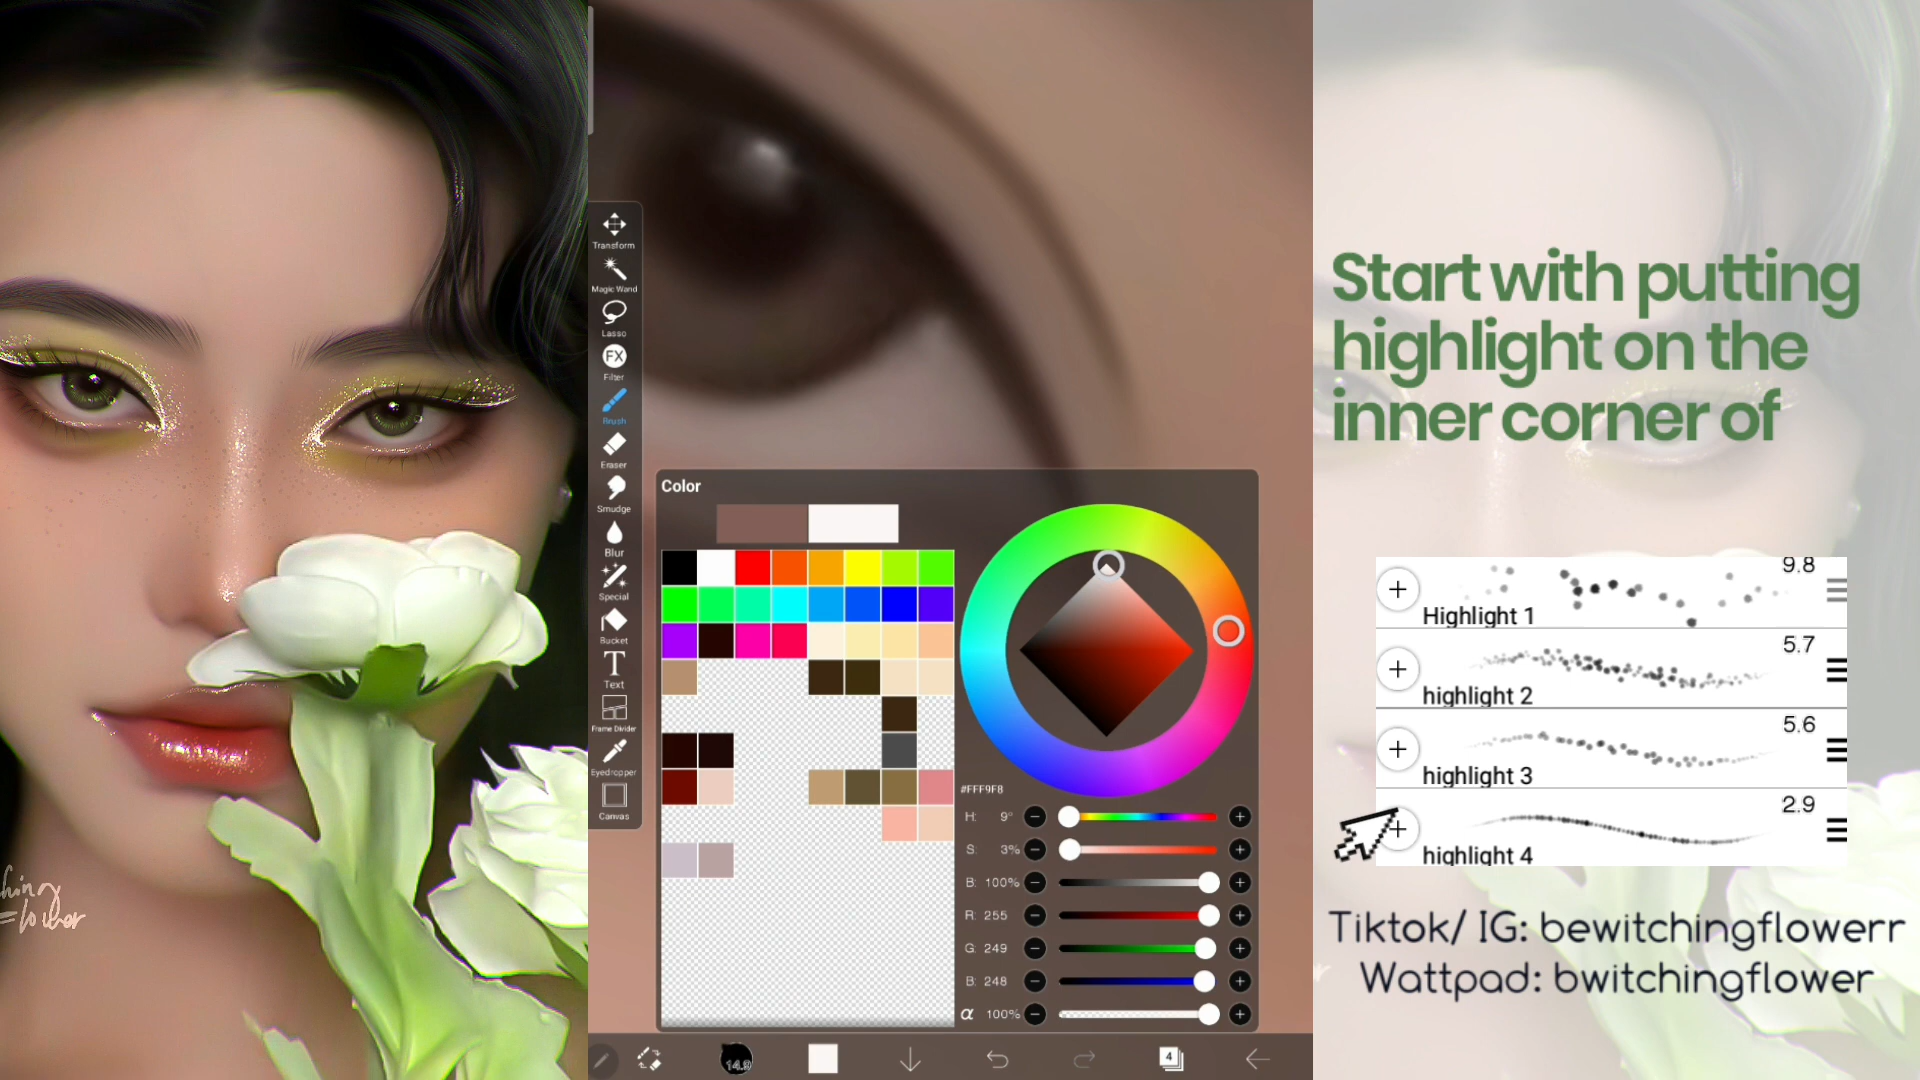 Transform
Magic Wand
Lasso
FX
Filter
Brush
Eraser
Smudge
Blur
Special
Bucket
T
Text
Frame Divider
Eyedropper
Canvas
Color
#FFF9F8
H: 9°
S: 3%
B: 100%
R: 255
G: 249
B: 248
α 100%
14.9
4
Start with putting
highlight on the
inner corner of
9.8
Highlight 1
5.7
highlight 2
5.6
highlight 3
2.9
highlight 4
Tiktok/ IG: bewitchingflowerr
Wattpad: bwitchingflower